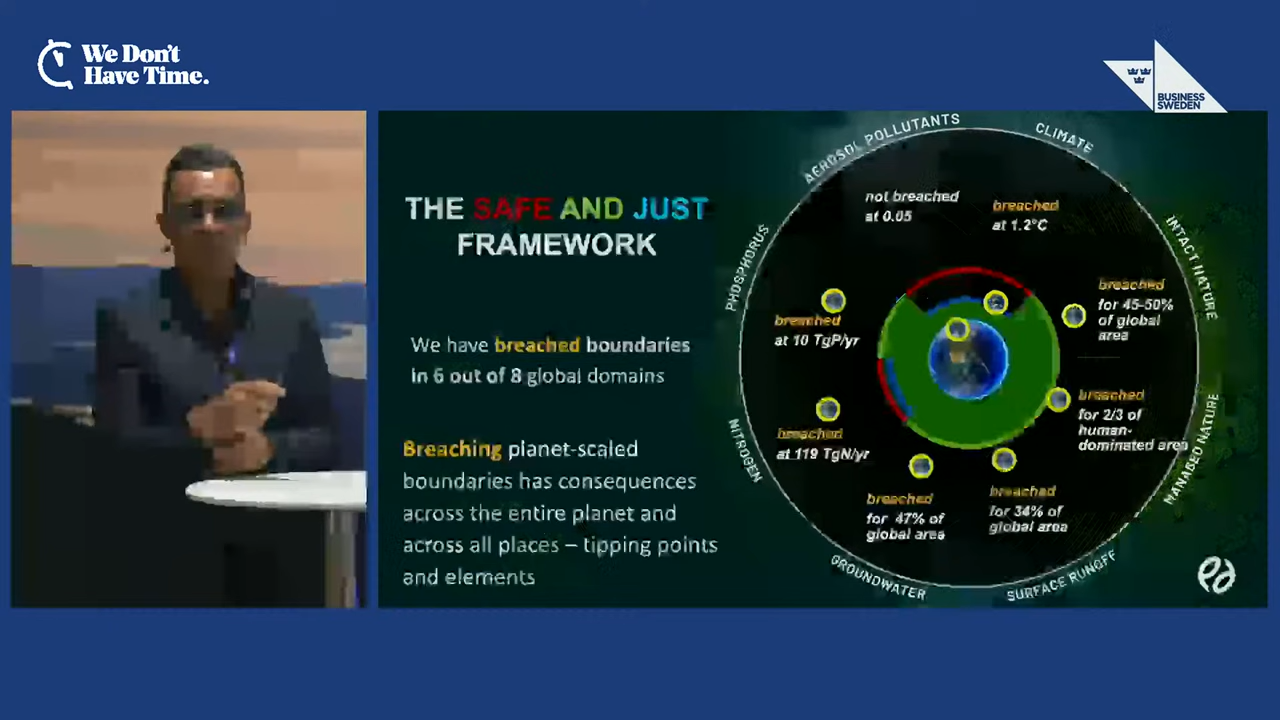 We Don't
Have Time.
BUSINESS
SWEDEN
THE SAFE AND JUST
FRAMEWORK
We have breached boundaries
in 6 out of 8 global domains
Breaching planet-scaled
boundaries has consequences
across the entire planet and
across all places – tipping points
and elements
AEROSOL POLLUTANTS
not breached
at 0.05
CLIMATE
breached
at 1.2°C
INTACT NATURE
breached
for 45-50%
of global
area
MANAGED NATURE
breached
for 2/3 of
human-
dominated area
SURFACE RUNOFF
breached
for 34% of
global area
GROUNDWATER
breached
for 47% of
global area
NITROGEN
breached
at 119 TgN/yr
PHOSPHORUS
breached
at 10 TgP/yr